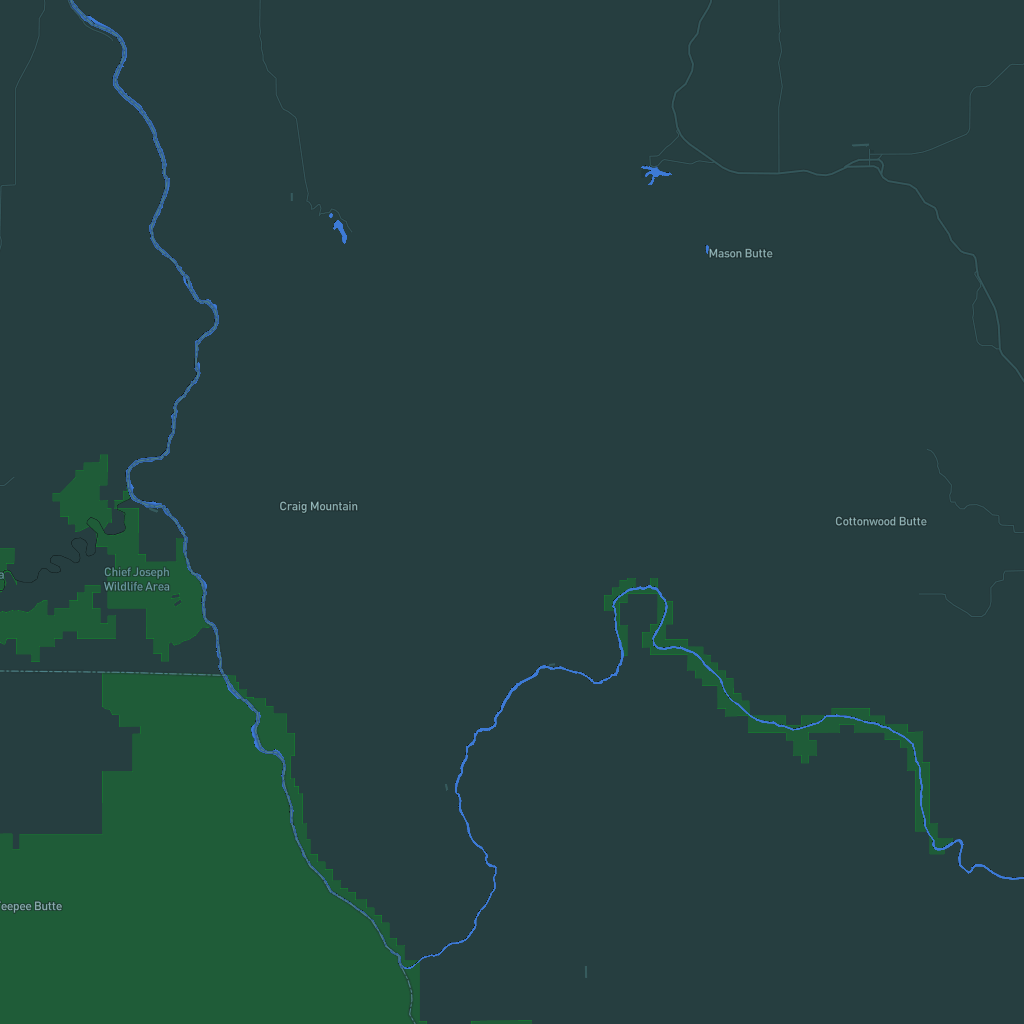 Mason Butte
Craig Mountain
Cottonwood Butte
Chief Joseph
Wildlife Area
eepee Butte